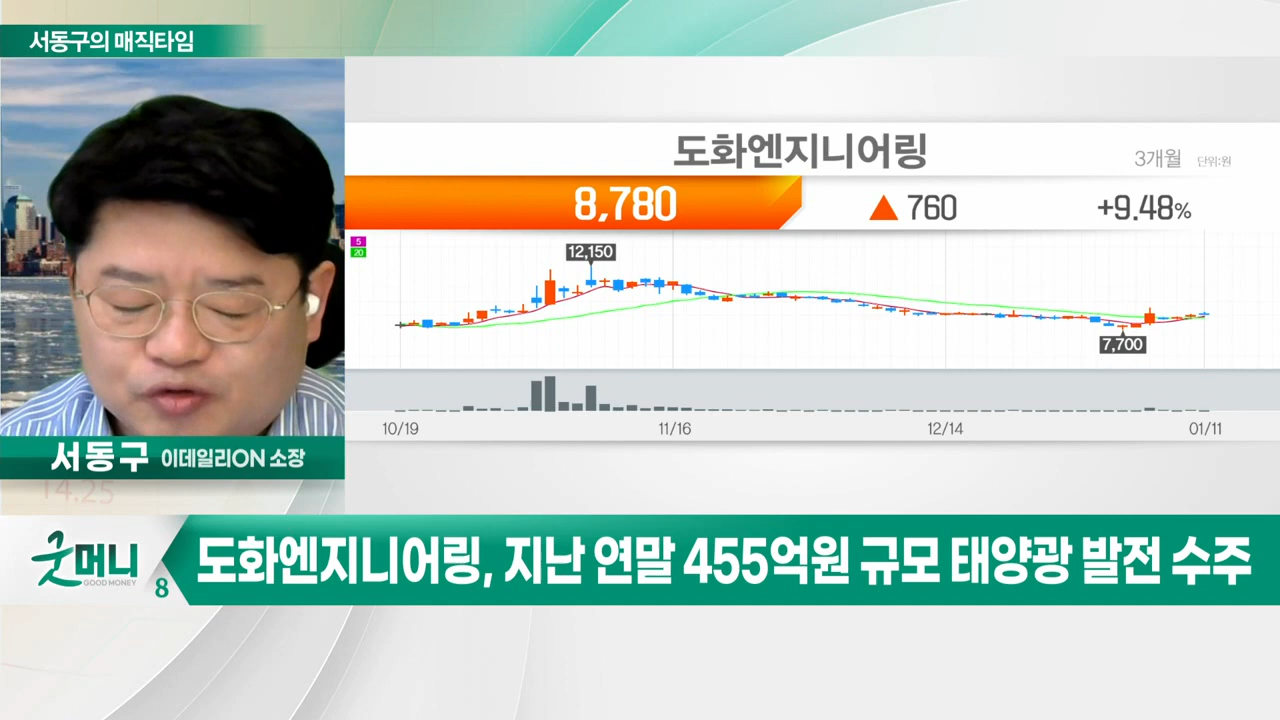 서동구의 매직타임
도화엔지니어링
3개월 단위:원
8,780 ▲ 760 +9.48%
5
20
12,150
7,700
10/19 11/16 12/14 01/11
서동구 이데일리ON 소장
14.25
굿머니
GOOD MONEY
8
도화엔지니어링, 지난 연말 455억원 규모 태양광 발전 수주